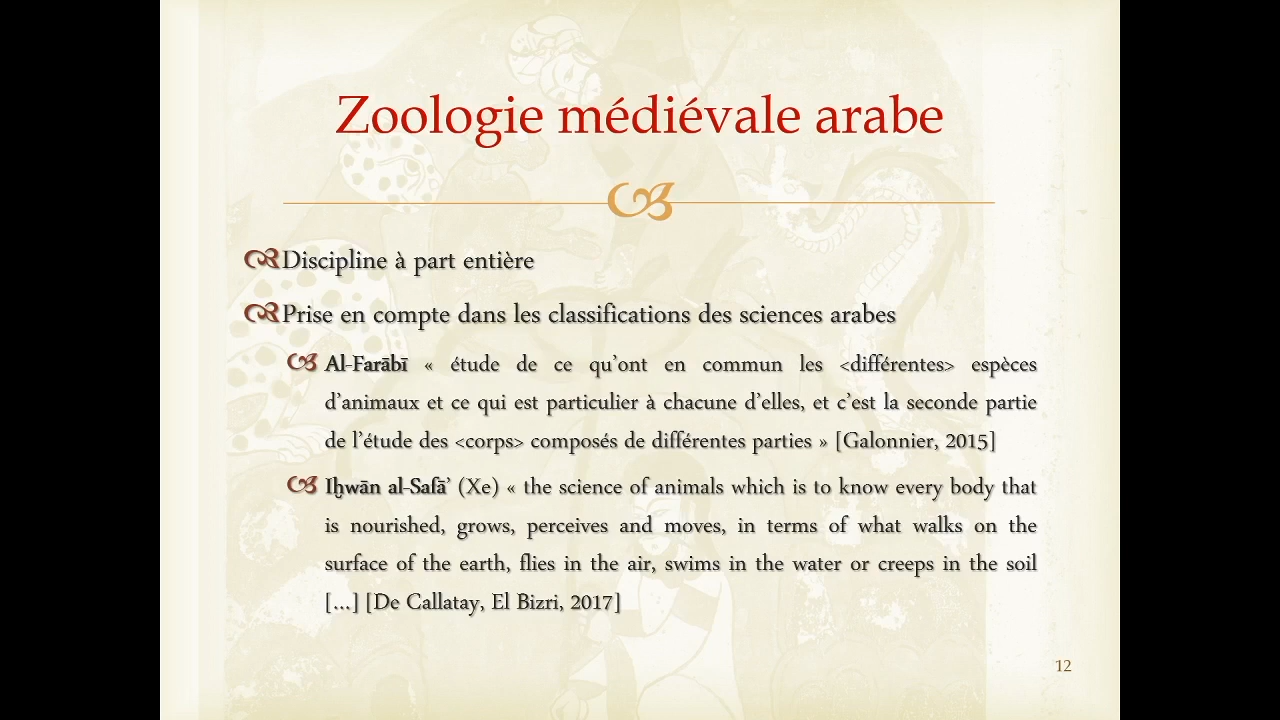 Zoologie médiévale arabe
Discipline à part entière
Prise en compte dans les classifications des sciences arabes
Al-Farābī « étude de ce qu’ont en commun les <différentes> espèces
d’animaux et ce qui est particulier à chacune d’elles, et c’est la seconde partie
de l’étude des <corps> composés de différentes parties » [Galonnier, 2015]
Iḫwān al-Safā’ (Xe) « the science of animals which is to know every body that
is nourished, grows, perceives and moves, in terms of what walks on the
surface of the earth, flies in the air, swims in the water or creeps in the soil
[…] [De Callatay, El Bizri, 2017]
12